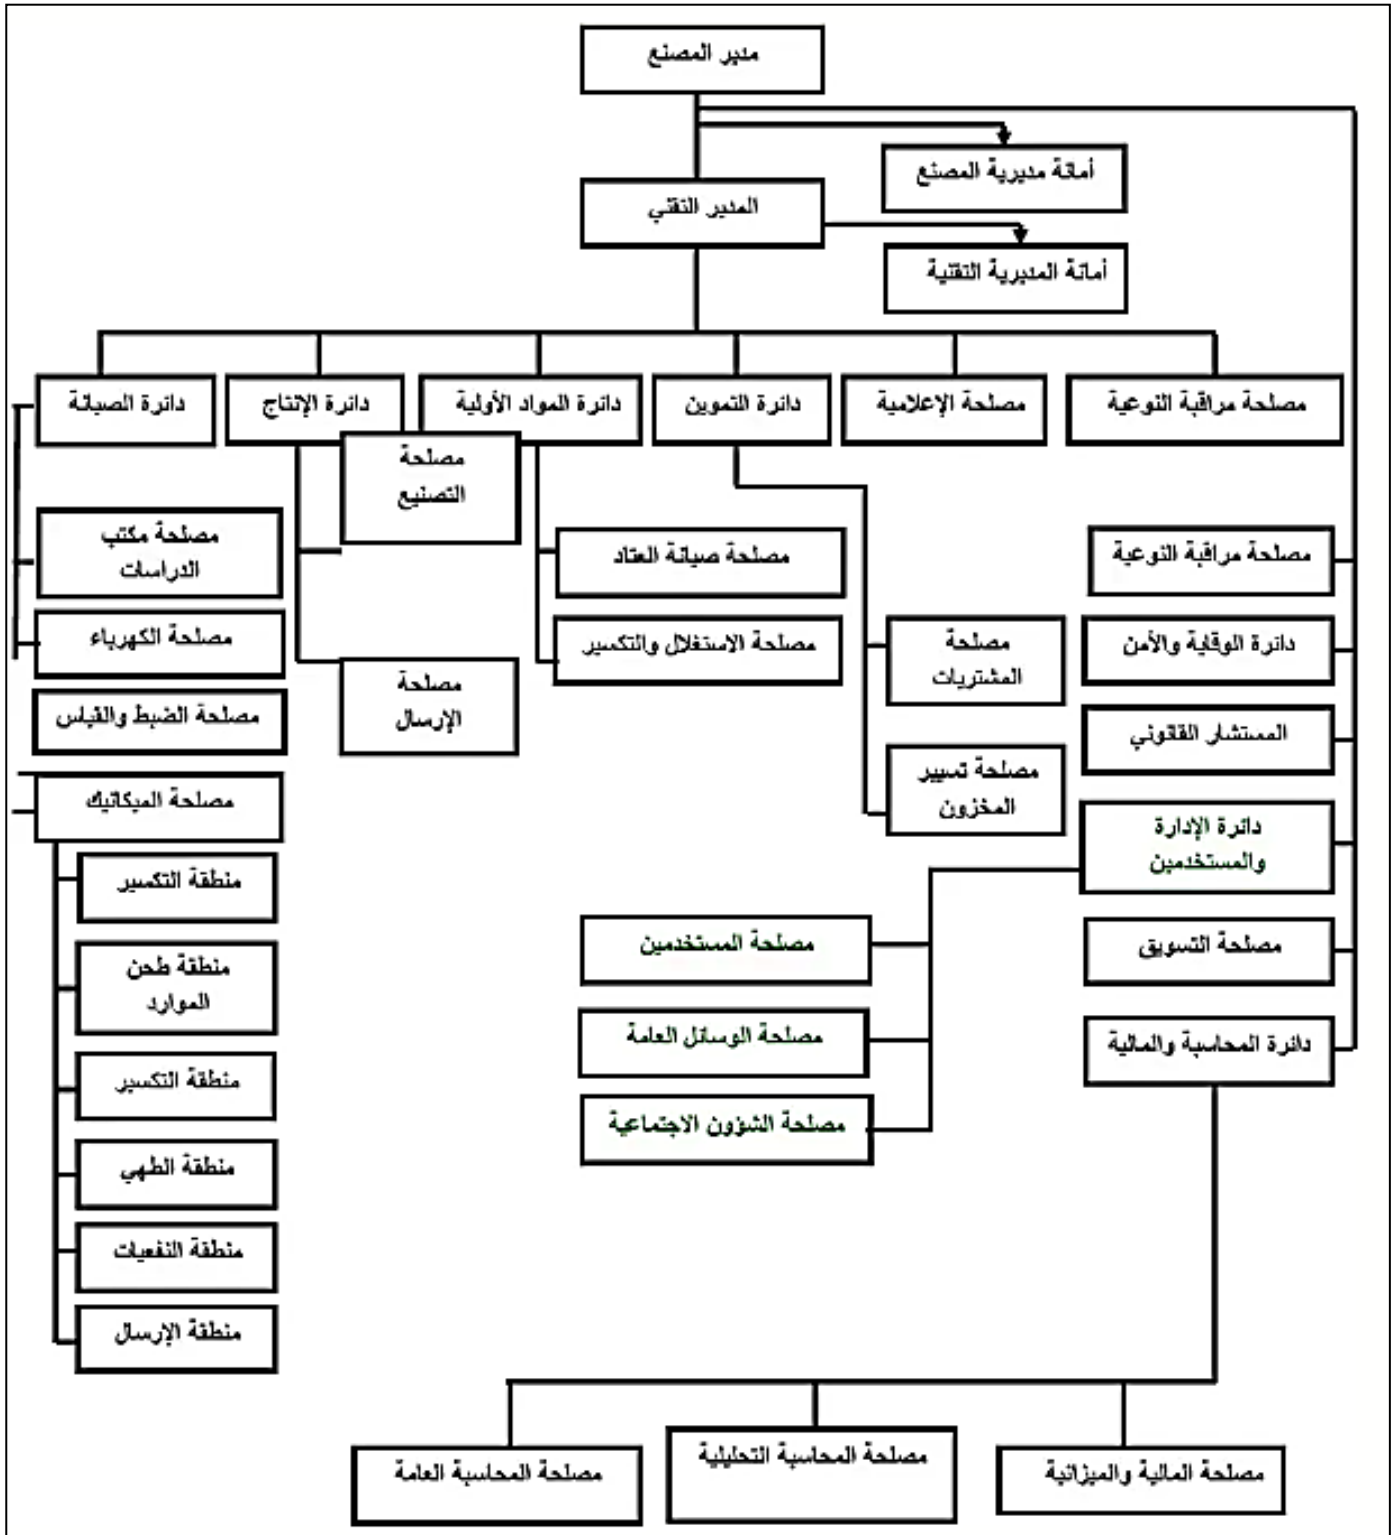 مدير المصنع
أمانة مديرية المصنع
المدير التقني
أمانة المديرية التقنية
مصلحة مراقبة النوعية
مصلحة الإعلامية
دائرة التموين
دائرة المواد الأولية
دائرة الإنتاج
دائرة الصيانة
مصلحة
التصنيع
مصلحة مكتب
الدراسات
مصلحة مراقبة النوعية
مصلحة صيانة العتاد
مصلحة الكهرباء
دائرة الوقاية والأمن
مصلحة
المشتريات
مصلحة الاستغلال والتكسير
مصلحة
الإرسال
مصلحة الضبط والقياس
المستشار القانوني
مصلحة تسيير
المخزون
مصلحة الميكانيك
دائرة الإدارة
والمستخدمين
منطقة التكسير
مصلحة التسويق
مصلحة المستخدمين
منطقة طحن
الموارد
دائرة المحاسبة والمالية
مصلحة الوسائل العامة
منطقة التكسير
مصلحة الشؤون الاجتماعية
منطقة الطهي
منطقة النفعيات
منطقة الإرسال
مصلحة المالية والميزانية
مصلحة المحاسبة التحليلية
مصلحة المحاسبة العامة